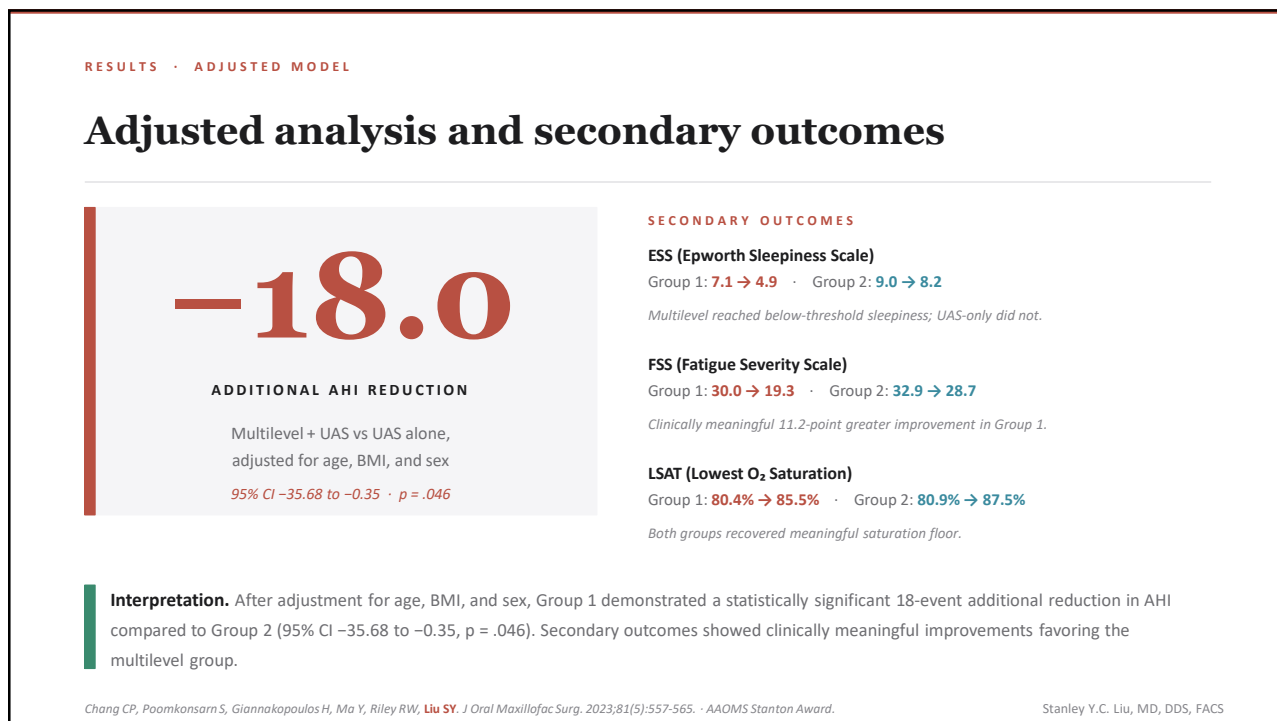 RESULTS · ADJUSTED MODEL
Adjusted analysis and secondary outcomes
−18.0
ADDITIONAL AHI REDUCTION
Multilevel + UAS vs UAS alone,
adjusted for age, BMI, and sex
95% CI −35.68 to −0.35 · p = .046
SECONDARY OUTCOMES
ESS (Epworth Sleepiness Scale)
Group 1: 7.1 → 4.9 · Group 2: 9.0 → 8.2
Multilevel reached below-threshold sleepiness; UAS-only did not.
FSS (Fatigue Severity Scale)
Group 1: 30.0 → 19.3 · Group 2: 32.9 → 28.7
Clinically meaningful 11.2-point greater improvement in Group 1.
LSAT (Lowest O₂ Saturation)
Group 1: 80.4% → 85.5% · Group 2: 80.9% → 87.5%
Both groups recovered meaningful saturation floor.
Interpretation. After adjustment for age, BMI, and sex, Group 1 demonstrated a statistically significant 18-event additional reduction in AHI
compared to Group 2 (95% CI −35.68 to −0.35, p = .046). Secondary outcomes showed clinically meaningful improvements favoring the
multilevel group.
Chang CP, Poomkonsarn S, Giannakopoulos H, Ma Y, Riley RW, Liu SY. J Oral Maxillofac Surg. 2023;81(5):557-565. · AAOMS Stanton Award.
Stanley Y.C. Liu, MD, DDS, FACS